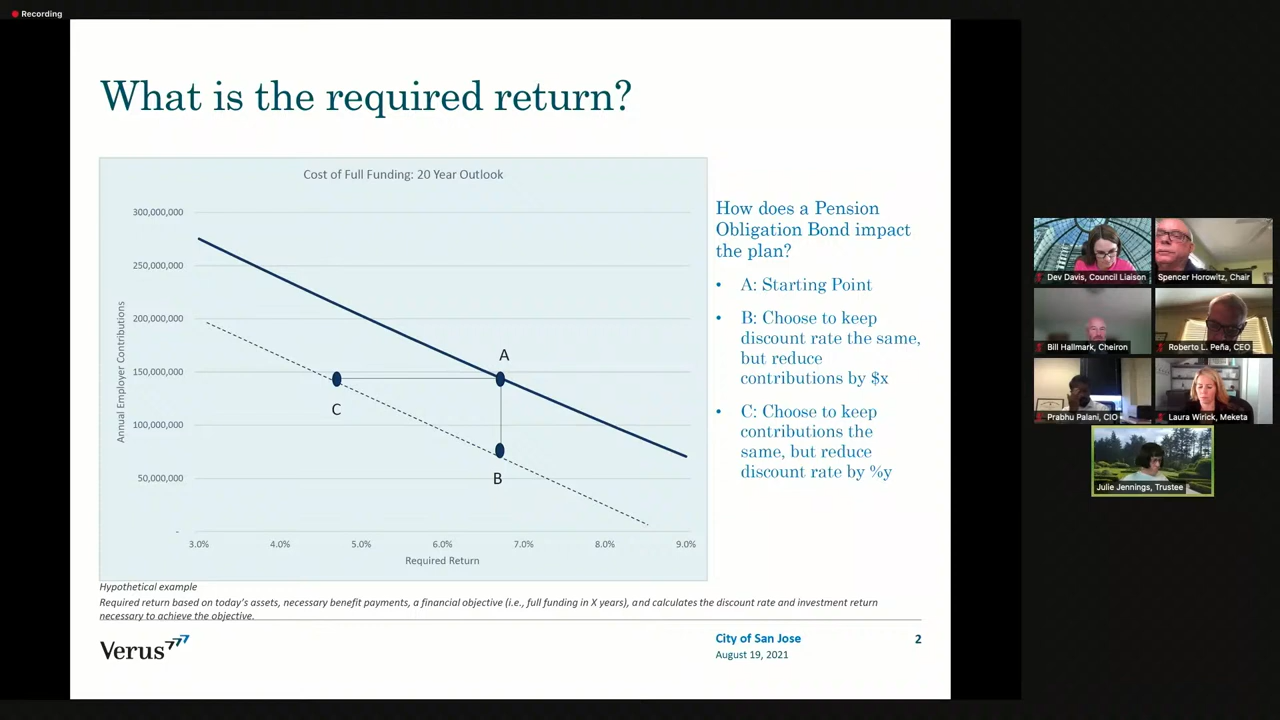 Recording
What is the required return?
Cost of Full Funding: 20 Year Outlook
300,000,000
250,000,000
200,000,000
150,000,000
100,000,000
50,000,000
-
Annual Employer Contributions
A
C
B
3.0%
4.0%
5.0%
6.0%
7.0%
8.0%
9.0%
Required Return
How does a Pension
Obligation Bond impact
the plan?
• A: Starting Point
• B: Choose to keep
discount rate the same,
but reduce
contributions by $x
• C: Choose to keep
contributions the
same, but reduce
discount rate by %y
Hypothetical example
Required return based on today's assets, necessary benefit payments, a financial objective (i.e., full funding in X years), and calculates the discount rate and investment return
necessary to achieve the objective.
Verus
City of San Jose
August 19, 2021
2
Dev Davis, Council Liaison
Spencer Horowitz, Chair
Bill Hallmark, Cheiron
Roberto L. Peña, CEO
Prabhu Palani, CIO
Laura Wirick, Meketa
Julie Jennings, Trustee